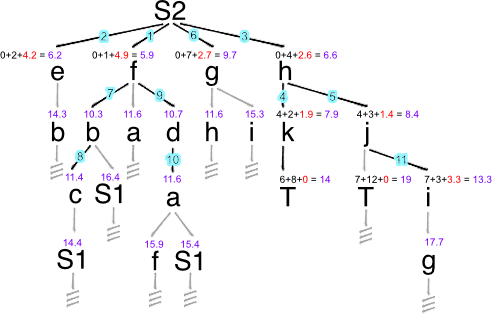 S2
2 1 6 3
0+2+4.2 = 6.2 0+1+4.9 = 5.9 0+7+2.7 = 9.7 0+4+2.6 = 6.6
e f g h
7 9 4 5
14.3 10.3 11.6 10.7 11.6 15.3 4+2+1.9 = 7.9 4+3+1.4 = 8.4
b b a d h i k j
8 10 11
11.4 16.4 11.6 6+8+0 = 14 7+12+0 = 19 7+3+3.3 = 13.3
c S1 a T T i
14.4 15.9 15.4 17.7
S1 f S1 g